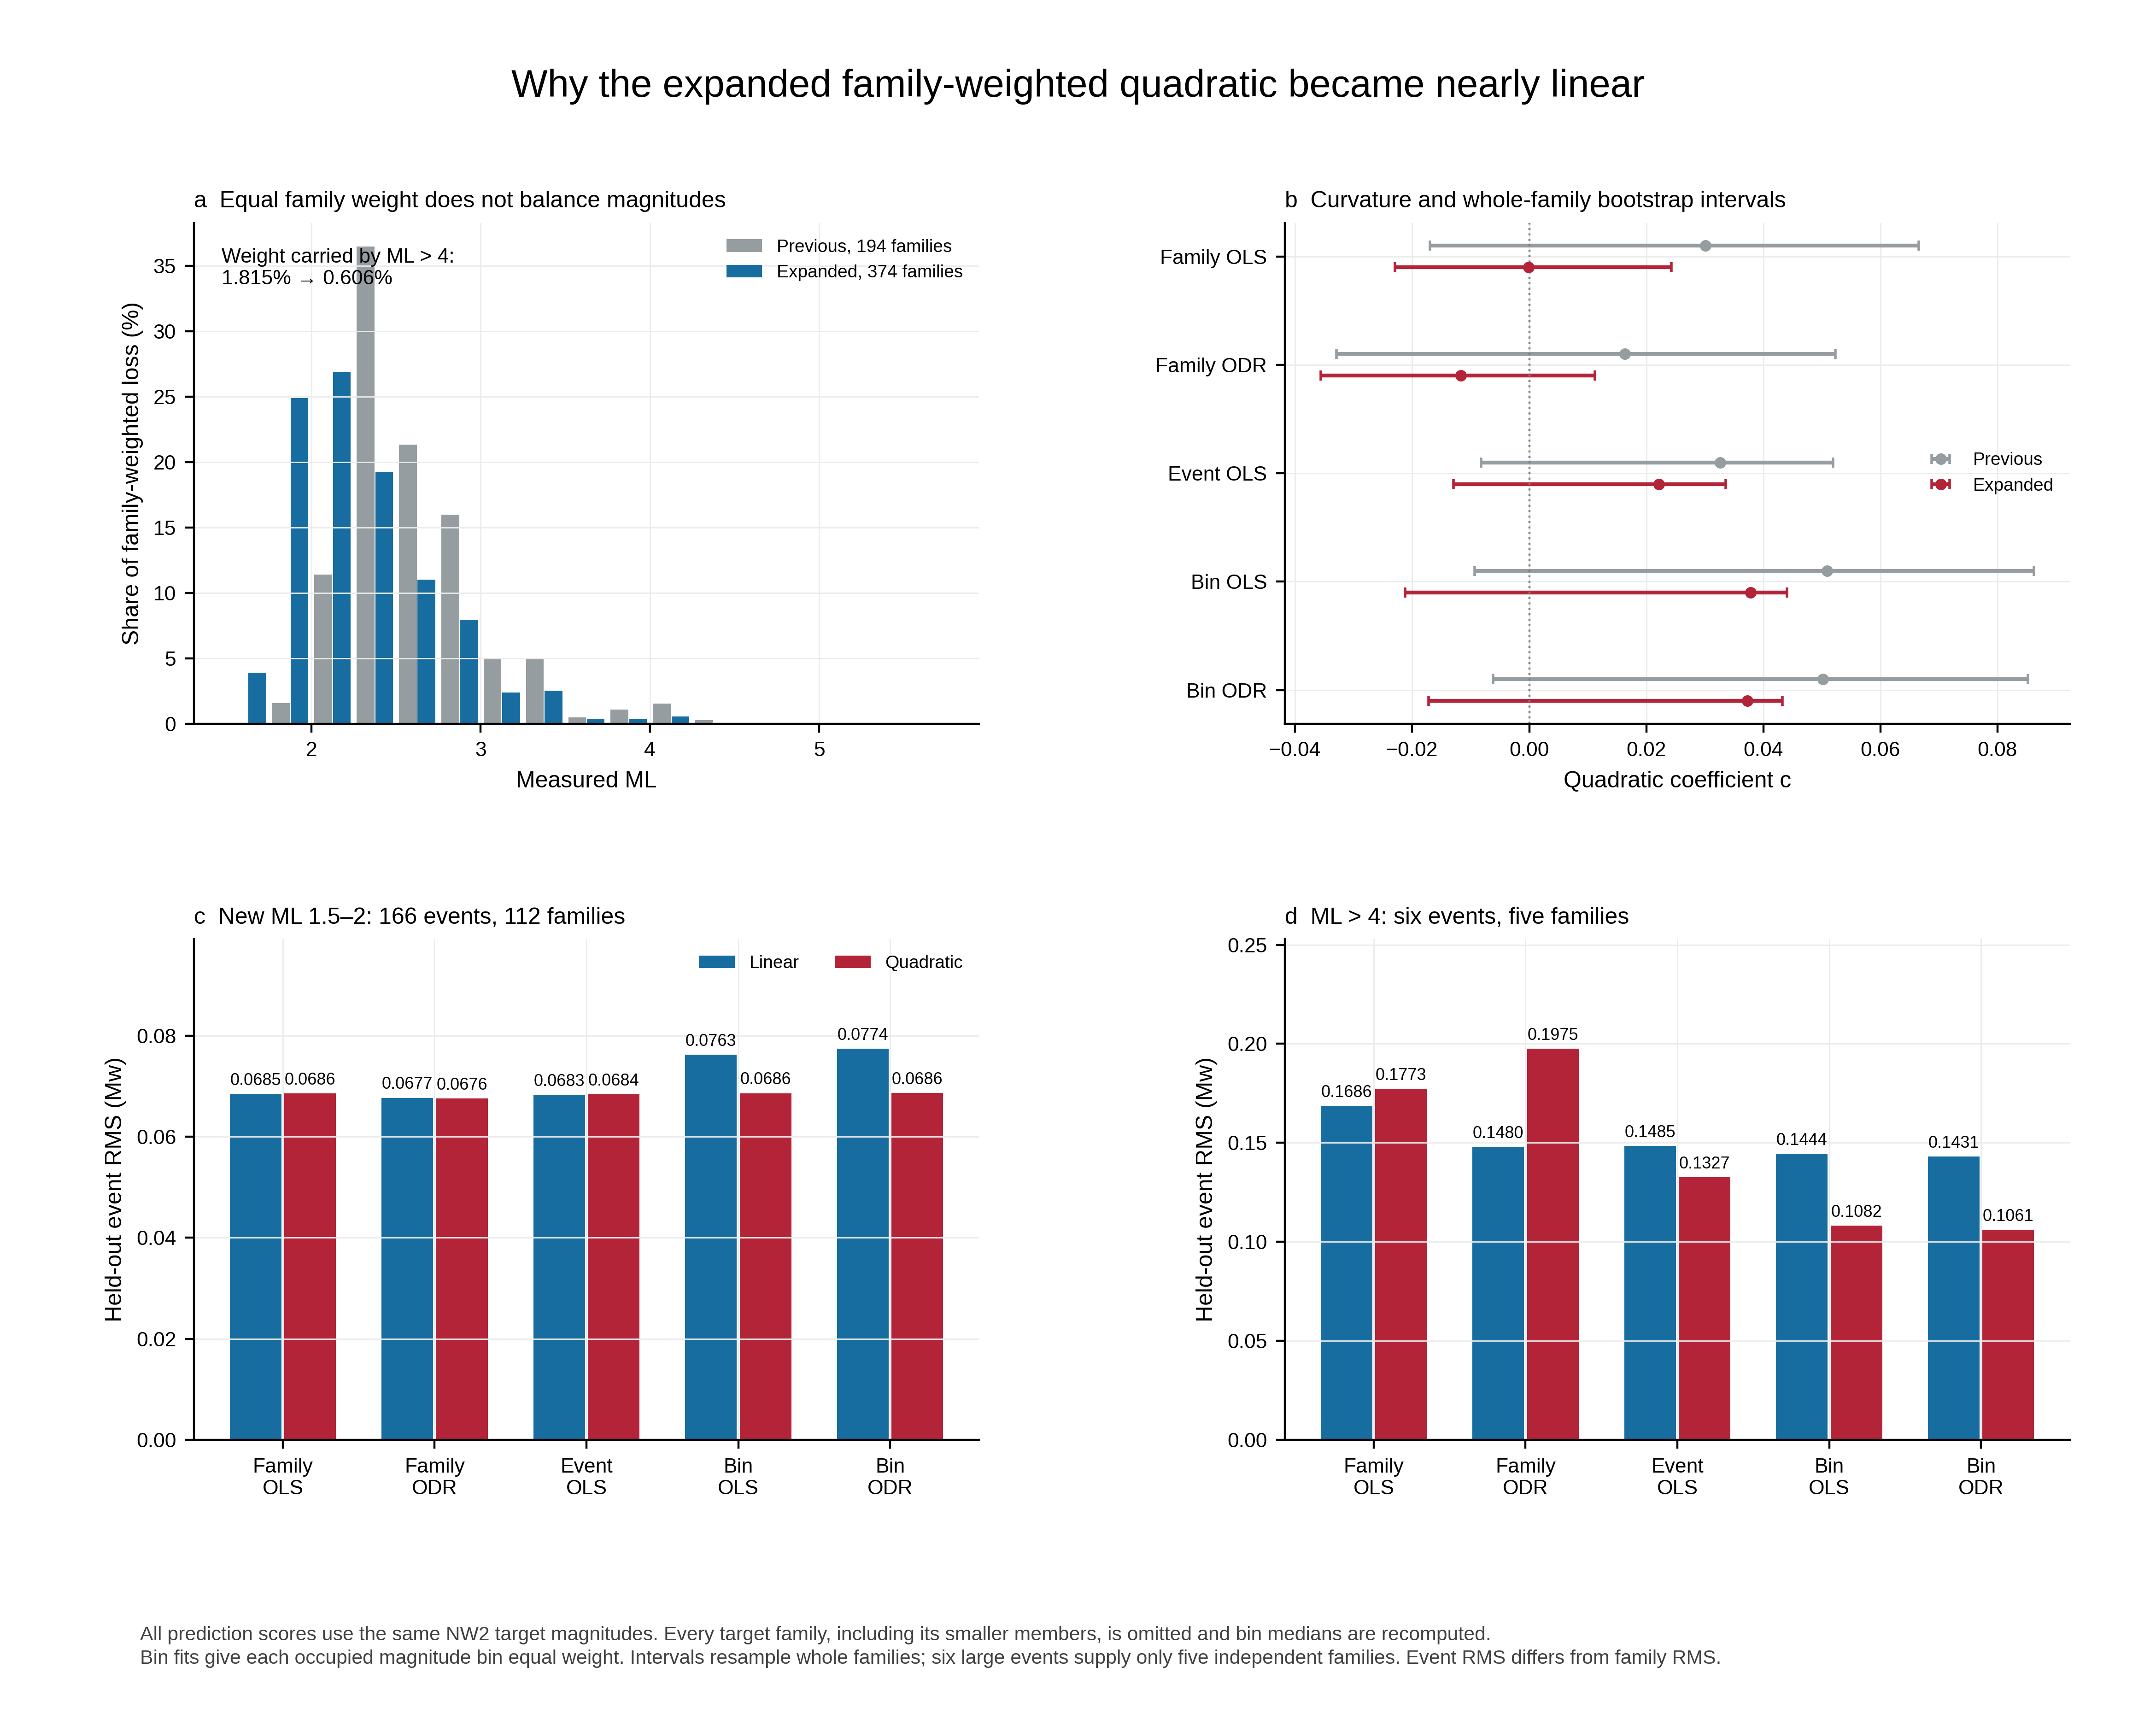 Why the expanded family-weighted quadratic became nearly linear
a Equal family weight does not balance magnitudes
Weight carried by ML > 4:
1.815% → 0.606%
Previous, 194 families
Expanded, 374 families
Share of family-weighted loss (%)
35
30
25
20
15
10
5
0
2 3 4 5
Measured ML
b Curvature and whole-family bootstrap intervals
Family OLS
Family ODR
Event OLS
Bin OLS
Bin ODR
Previous
Expanded
−0.04 −0.02 0.00 0.02 0.04 0.06 0.08
Quadratic coefficient c
c New ML 1.5–2: 166 events, 112 families
Linear Quadratic
Held-out event RMS (Mw)
0.08
0.06
0.04
0.02
0.00
0.0685 0.0686 0.0677 0.0676 0.0683 0.0684 0.0763 0.0686 0.0774 0.0686
Family Family Event Bin Bin
OLS ODR OLS OLS ODR
d ML > 4: six events, five families
Held-out event RMS (Mw)
0.25
0.20
0.15
0.10
0.05
0.00
0.1686 0.1773 0.1480 0.1975 0.1485 0.1327 0.1444 0.1082 0.1431 0.1061
Family Family Event Bin Bin
OLS ODR OLS OLS ODR
All prediction scores use the same NW2 target magnitudes. Every target family, including its smaller members, is omitted and bin medians are recomputed.
Bin fits give each occupied magnitude bin equal weight. Intervals resample whole families; six large events supply only five independent families. Event RMS differs from family RMS.